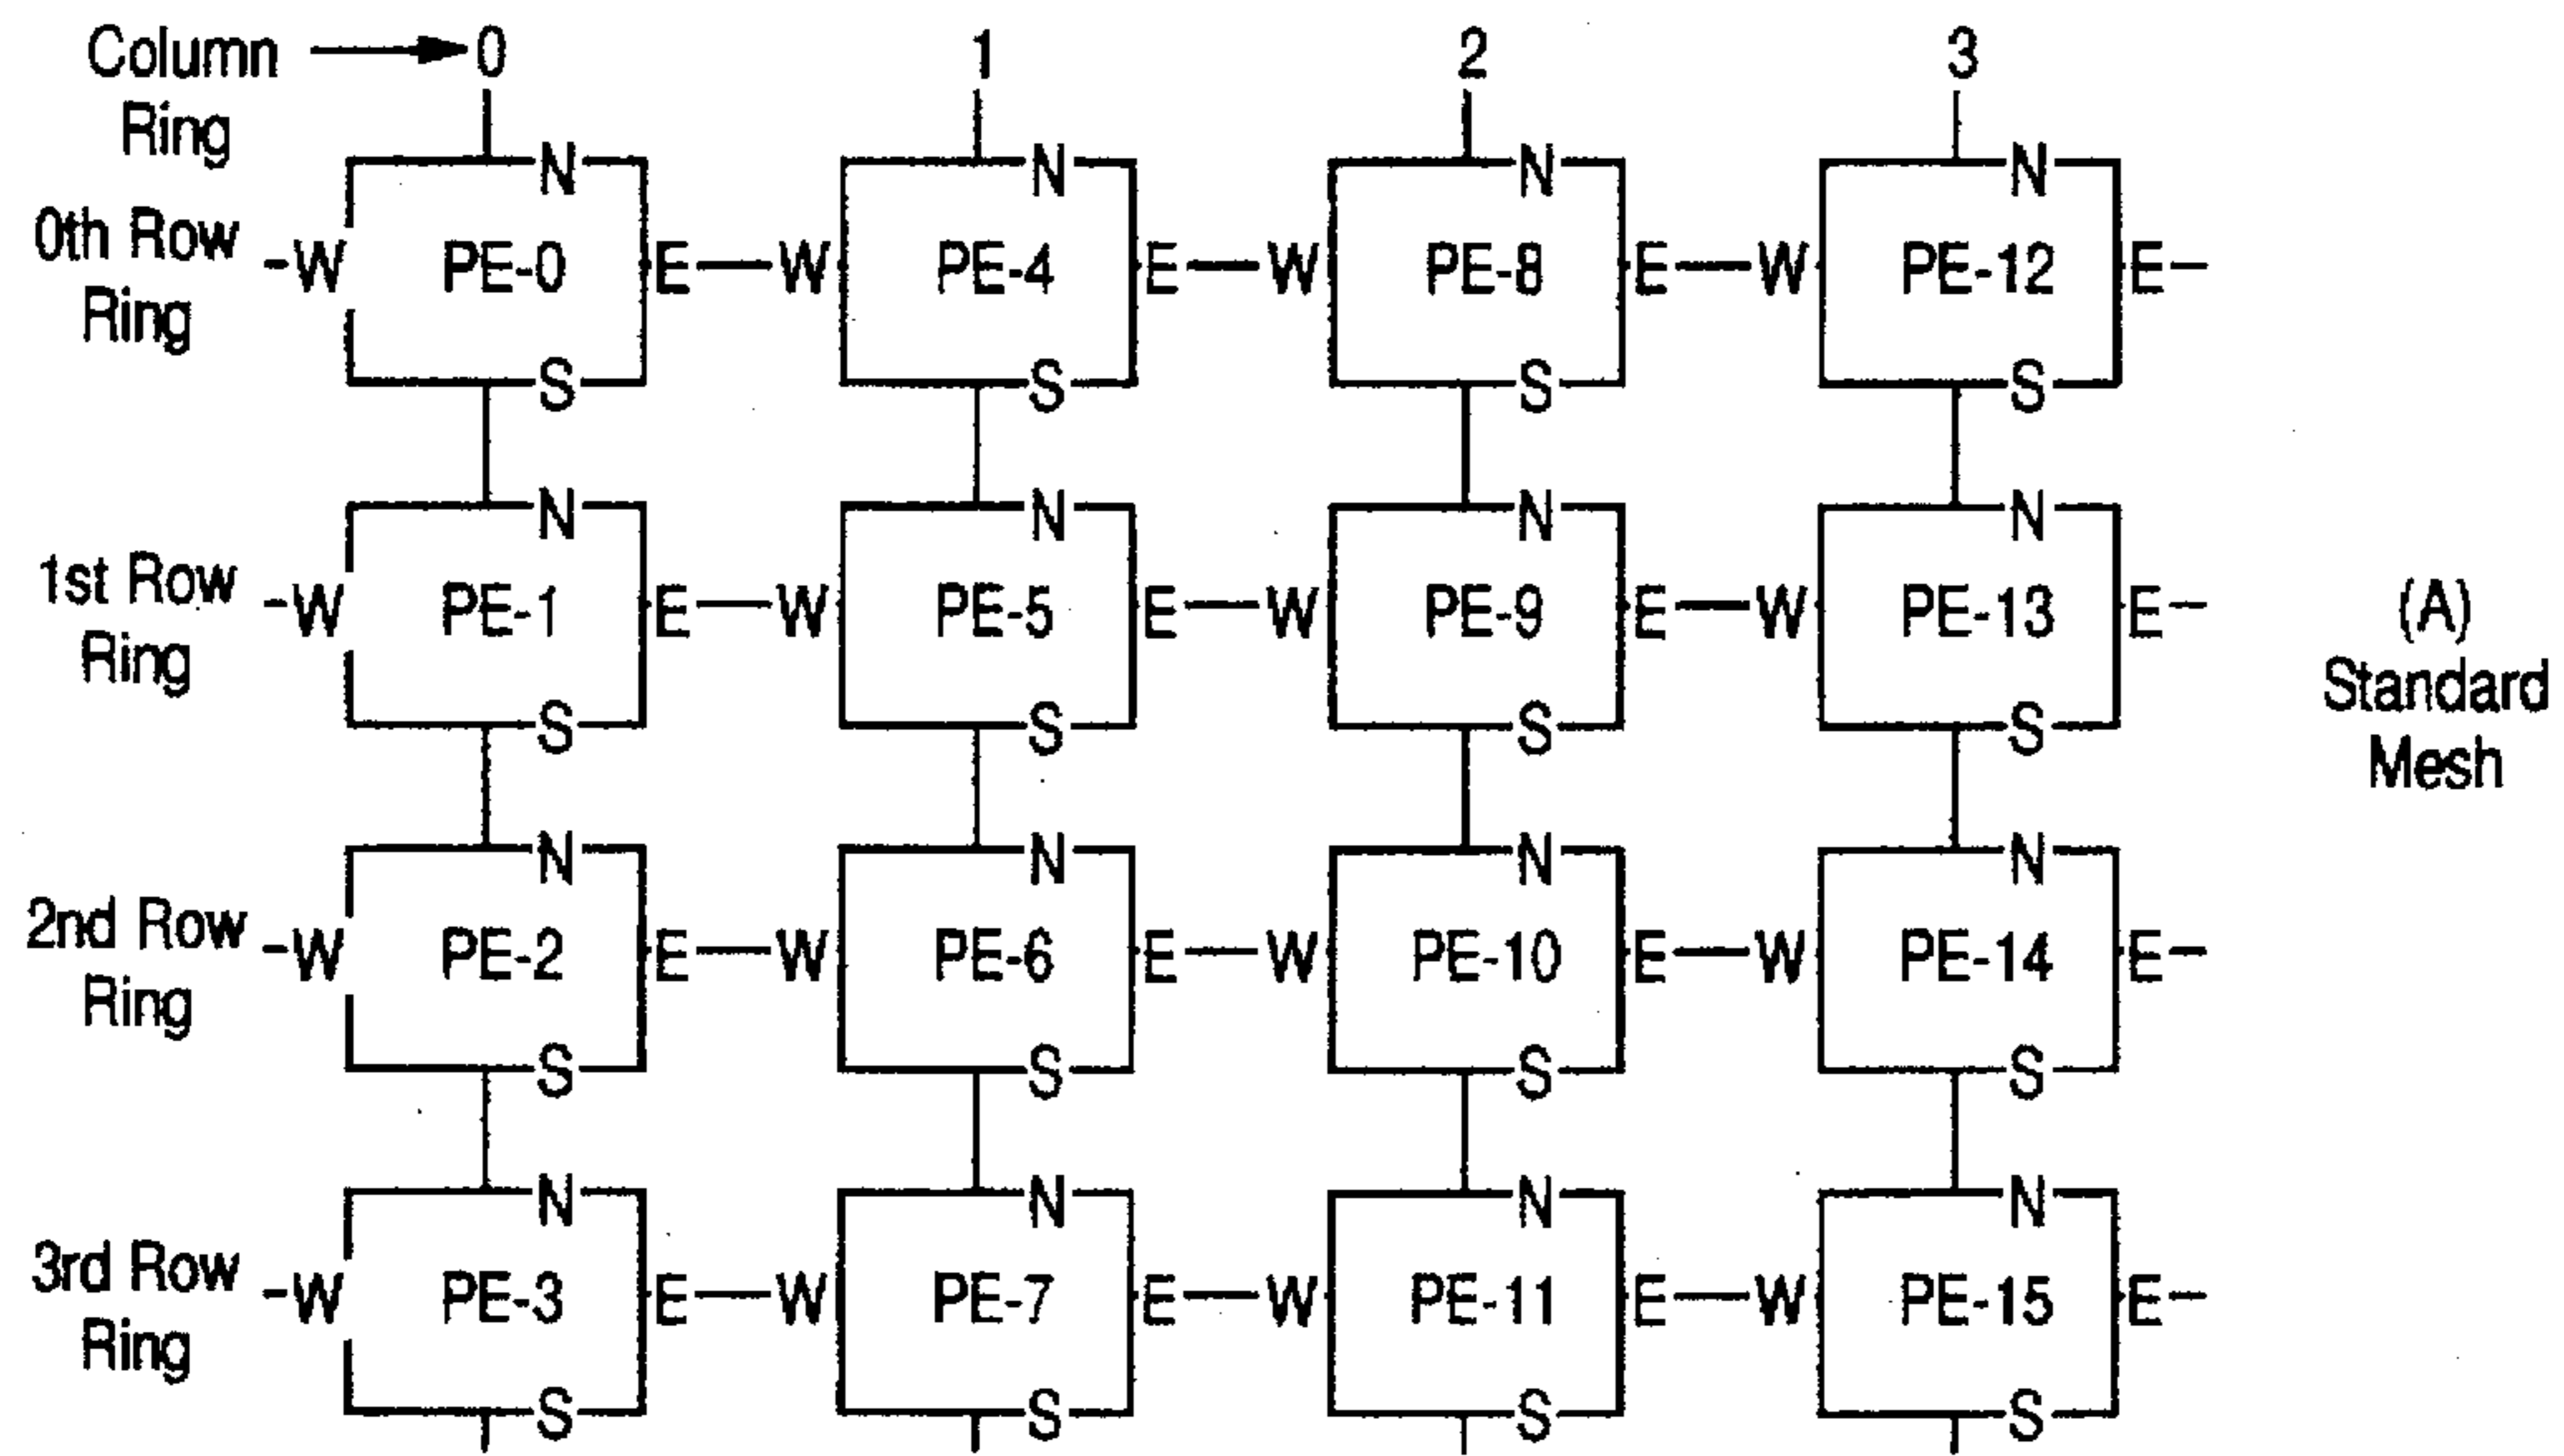 Column 0 1 2 3
Ring
N N N N
0th Row Ring W PE-0 E W PE-4 E W PE-8 E W PE-12 E
S S S S
N N N N
1st Row Ring W PE-1 E W PE-5 E W PE-9 E W PE-13 E
S S S S
N N N N
2nd Row Ring W PE-2 E W PE-6 E W PE-10 E W PE-14 E
S S S S
N N N N
3rd Row Ring W PE-3 E W PE-7 E W PE-11 E W PE-15 E
S S S S
(A)
Standard
Mesh